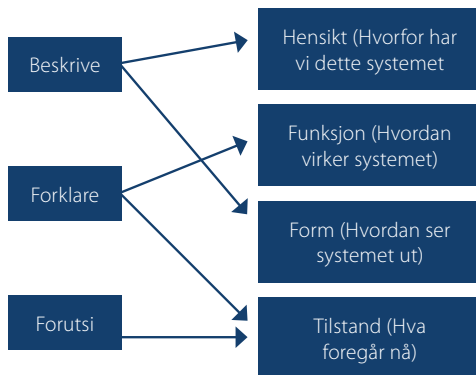 Beskrive
Forklare
Forutsi
Hensikt (Hvorfor har
vi dette systemet
Funksjon (Hvordan
virker systemet)
Form (Hvordan ser
systemet ut)
Tilstand (Hva
foregår nå)